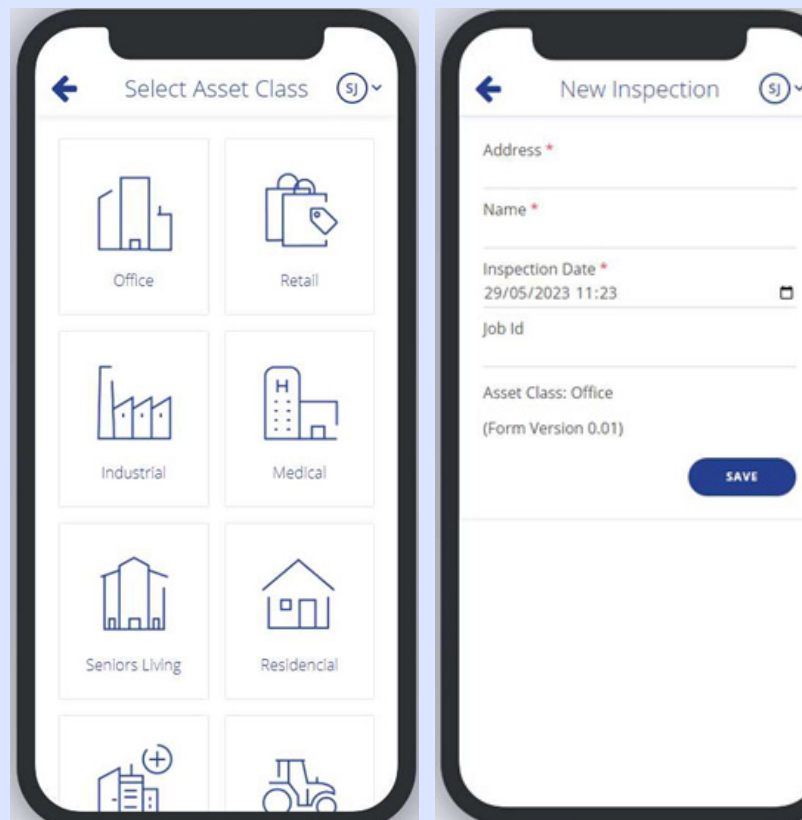 Select Asset Class
SJ
Office
Retail
Industrial
H
Medical
Seniors Living
Residencial
New Inspection
SJ
Address *
Name *
Inspection Date *
29/05/2023 11:23
Job Id
Asset Class: Office
(Form Version 0.01)
SAVE